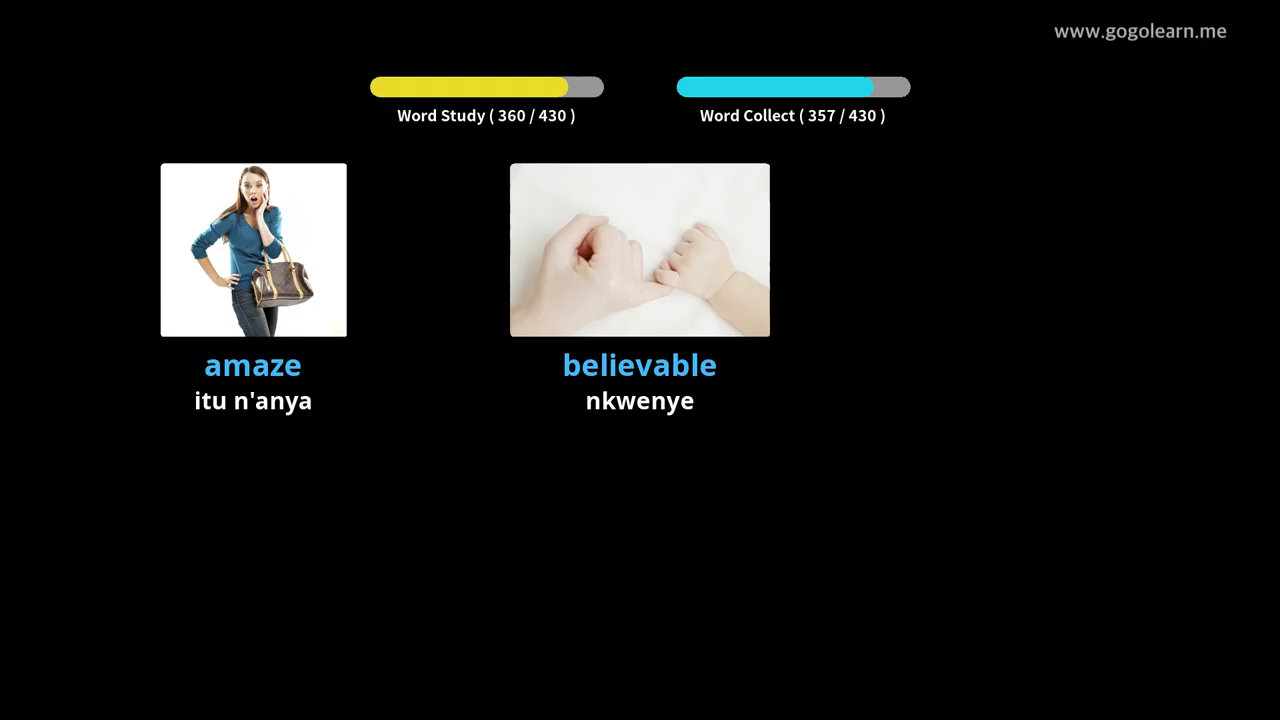 www.gogolearn.me
Word Study ( 360 / 430 )
Word Collect ( 357 / 430 )
amaze
itu n'anya
believable
nkwenye